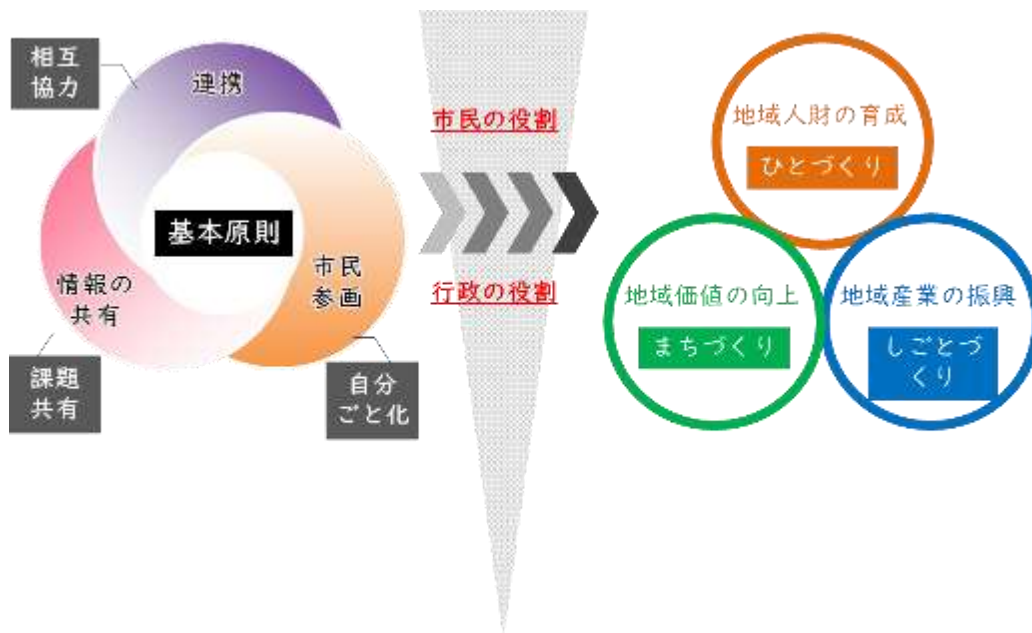 相互
協力
連携
基本原則
情報の
共有
市民
参画
課題
共有
自分
ごと化
市民の役割
行政の役割
地域人財の育成
ひとづくり
地域価値の向上
まちづくり
地域産業の振興
しごとづ
くり